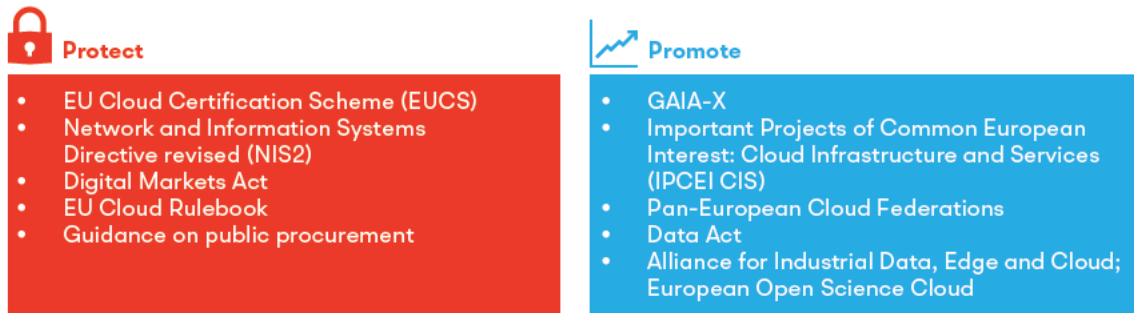 Protect
• EU Cloud Certification Scheme (EUCS)
• Network and Information Systems
Directive revised (NIS2)
• Digital Markets Act
• EU Cloud Rulebook
• Guidance on public procurement
Promote
• GAIA-X
• Important Projects of Common European
Interest: Cloud Infrastructure and Services
(IPCEI CIS)
• Pan-European Cloud Federations
• Data Act
• Alliance for Industrial Data, Edge and Cloud;
European Open Science Cloud